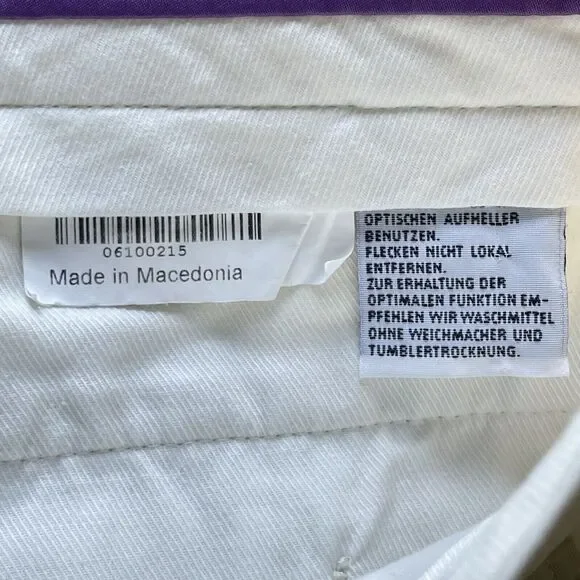 06100215
Made in Macedonia
OPTISCHEN AUFHELLER
BENUTZEN.
FLECKEN NICHT LOKAL
ENTFERNEN.
ZUR ERHALTUNG DER
OPTIMALEN FUNKTION EM-
PFEHLEN WIR WASCHMITTEL
OHNE WEICHMACHER UND
TUMBLERTROCKNUNG.